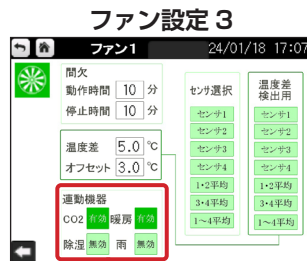 ファン設定３
ファン1 24/01/18 17:07
間欠
動作時間 10 分
停止時間 10 分
温度差 5.0 ℃
オフセット 3.0 ℃
連動機器
CO2 有効 暖房 有効
除湿 無効 雨 無効
センサ選択
センサ1
センサ2
センサ3
センサ4
1・2平均
3・4平均
1～4平均
温度差
検出用
センサ1
センサ2
センサ3
センサ4
1・2平均
3・4平均
1～4平均